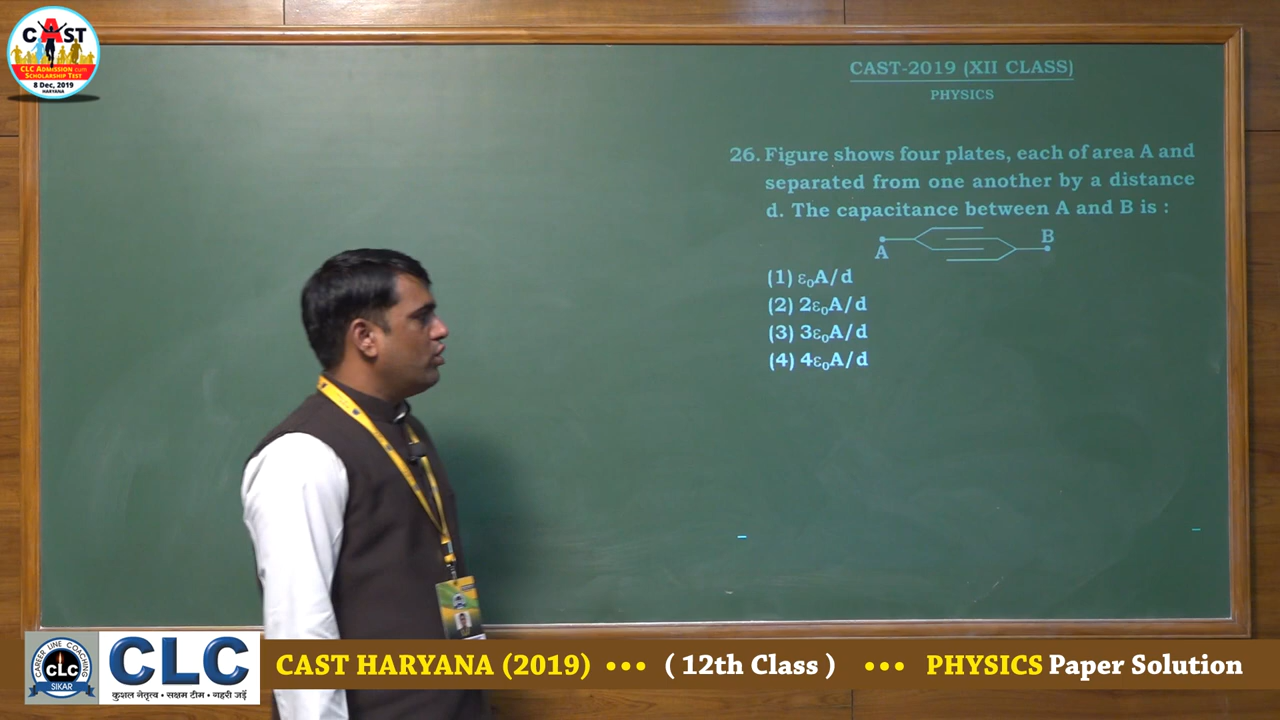 CAST
CLC ADMISSION cum
SCHOLARSHIP TEST
8 Dec, 2019
HARYANA
CAST-2019 (XII CLASS)
PHYSICS
26. Figure shows four plates, each of area A and
separated from one another by a distance
d. The capacitance between A and B is :
A
B
(1) ε₀A/d
(2) 2ε₀A/d
(3) 3ε₀A/d
(4) 4ε₀A/d
CAREER LINE COACHING
CLC
SIKAR
CLC
कुशल नेतृत्व • सक्षम टीम • गहरी जड़ें
CAST HARYANA (2019) ••• ( 12th Class ) ••• PHYSICS Paper Solution